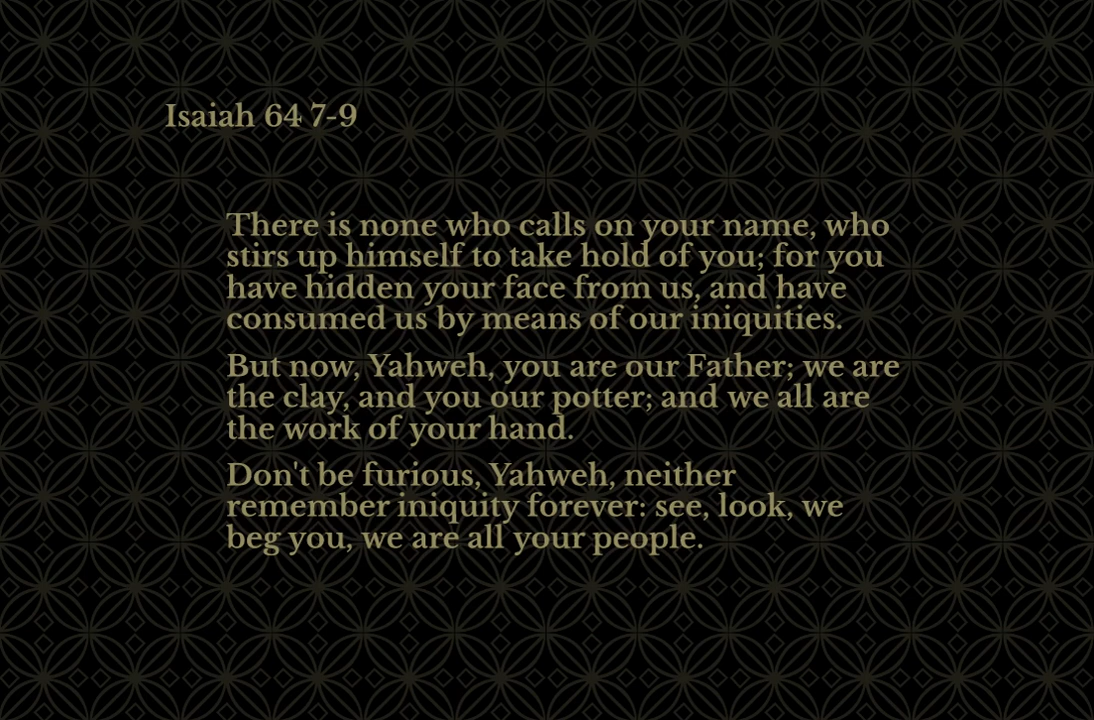 Isaiah 64 7-9
There is none who calls on your name, who
stirs up himself to take hold of you; for you
have hidden your face from us, and have
consumed us by means of our iniquities.
But now, Yahweh, you are our Father; we are
the clay, and you our potter; and we all are
the work of your hand.
Don't be furious, Yahweh, neither
remember iniquity forever: see, look, we
beg you, we are all your people.